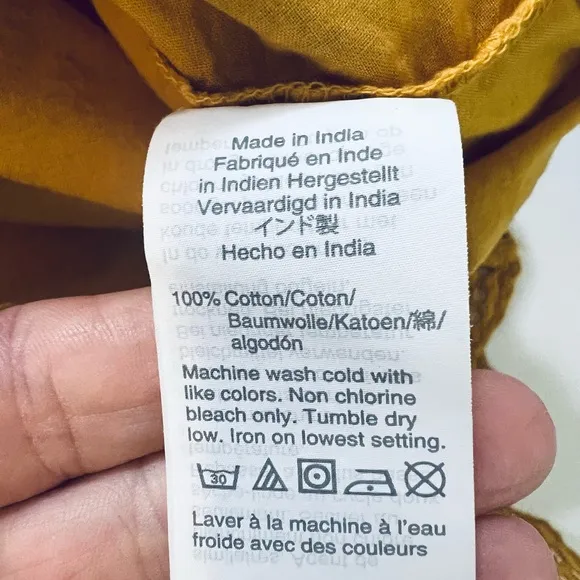 Made in India
Fabriqué en Inde
in Indien Hergestellt
Vervaardigd in India
インド製
Hecho en India
100% Cotton/Coton/
Baumwolle/Katoen/綿/
algodón
Machine wash cold with
like colors. Non chlorine
bleach only. Tumble dry
low. Iron on lowest setting.
30
Laver à la machine à l'eau
froide avec des couleurs